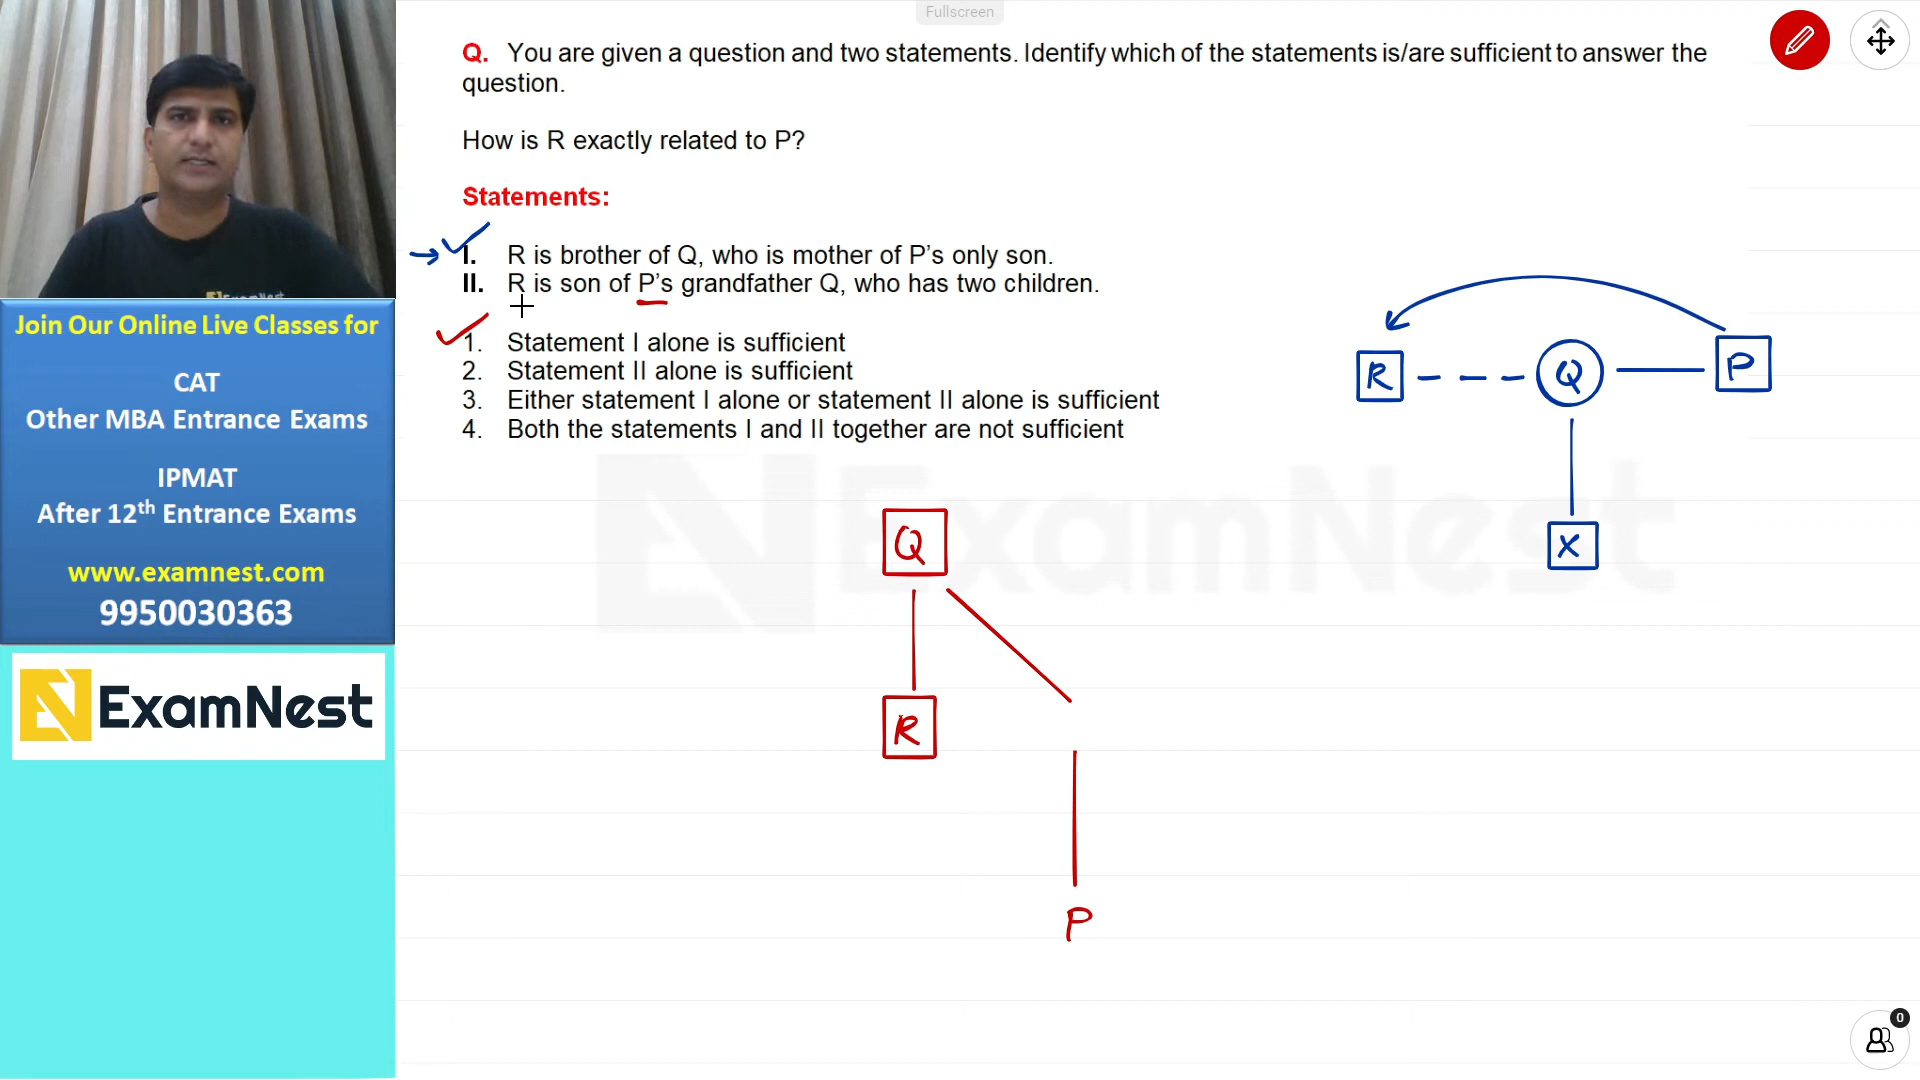 Fullscreen
Q. You are given a question and two statements. Identify which of the statements is/are sufficient to answer the
question.
How is R exactly related to P?
Statements:
I. R is brother of Q, who is mother of P's only son.
II. R is son of P's grandfather Q, who has two children.
1. Statement I alone is sufficient
2. Statement II alone is sufficient
3. Either statement I alone or statement II alone is sufficient
4. Both the statements I and II together are not sufficient
R Q P
X
Q
R
P
ExamNest
Join Our Online Live Classes for
CAT
Other MBA Entrance Exams
IPMAT
After 12th Entrance Exams
www.examnest.com
9950030363
ExamNest
0